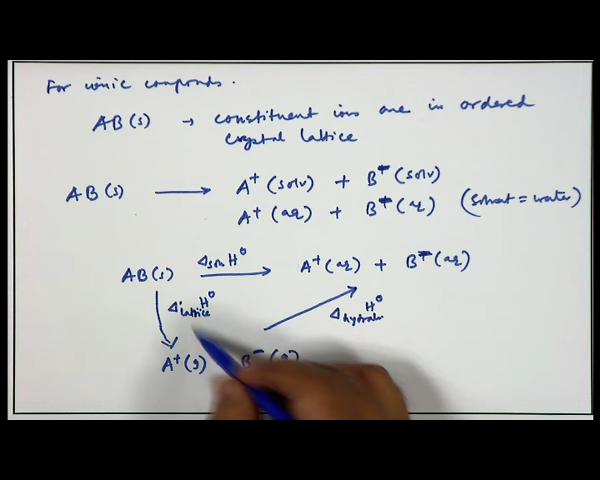 For ionic compounds.
AB(s) → constituent ions are in ordered
crystal lattice
AB(s) → A⁺(solv) + B⁻(solv)
A⁺(aq) + B⁻(aq) (solvent = water)
AB(s) ΔsolnH° → A⁺(aq) + B⁻(aq)
ΔlatticeH° ΔhydrationH°
A⁺(g) B⁻(g)